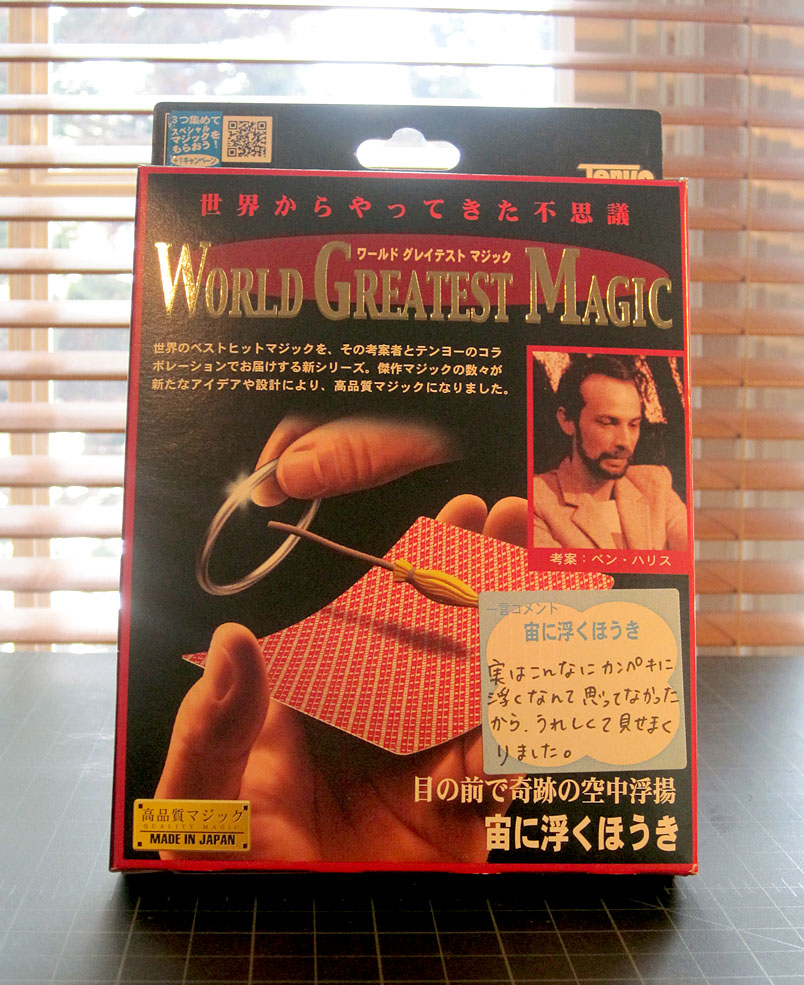 3つ集めて
スペシャル
マジックを
もらおう!
+1キャンペーン
Tenyo
世界からやってきた不思議
ワールド グレイテスト マジック
WORLD GREATEST MAGIC
世界のベストヒットマジックを、その考案者とテンヨーのコラ
ボレーションでお届けする新シリーズ。傑作マジックの数々が
新たなアイデアや設計により、高品質マジックになりました。
考案:ベン・ハリス
一言コメント
宙に浮くほうき
実はこんなにカンペキに
浮くなんて思ってなかった
から、うれしくて見せまく
りました。
目の前で奇跡の空中浮揚
宙に浮くほうき
高品質マジック
QUALITY MAGIC
MADE IN JAPAN